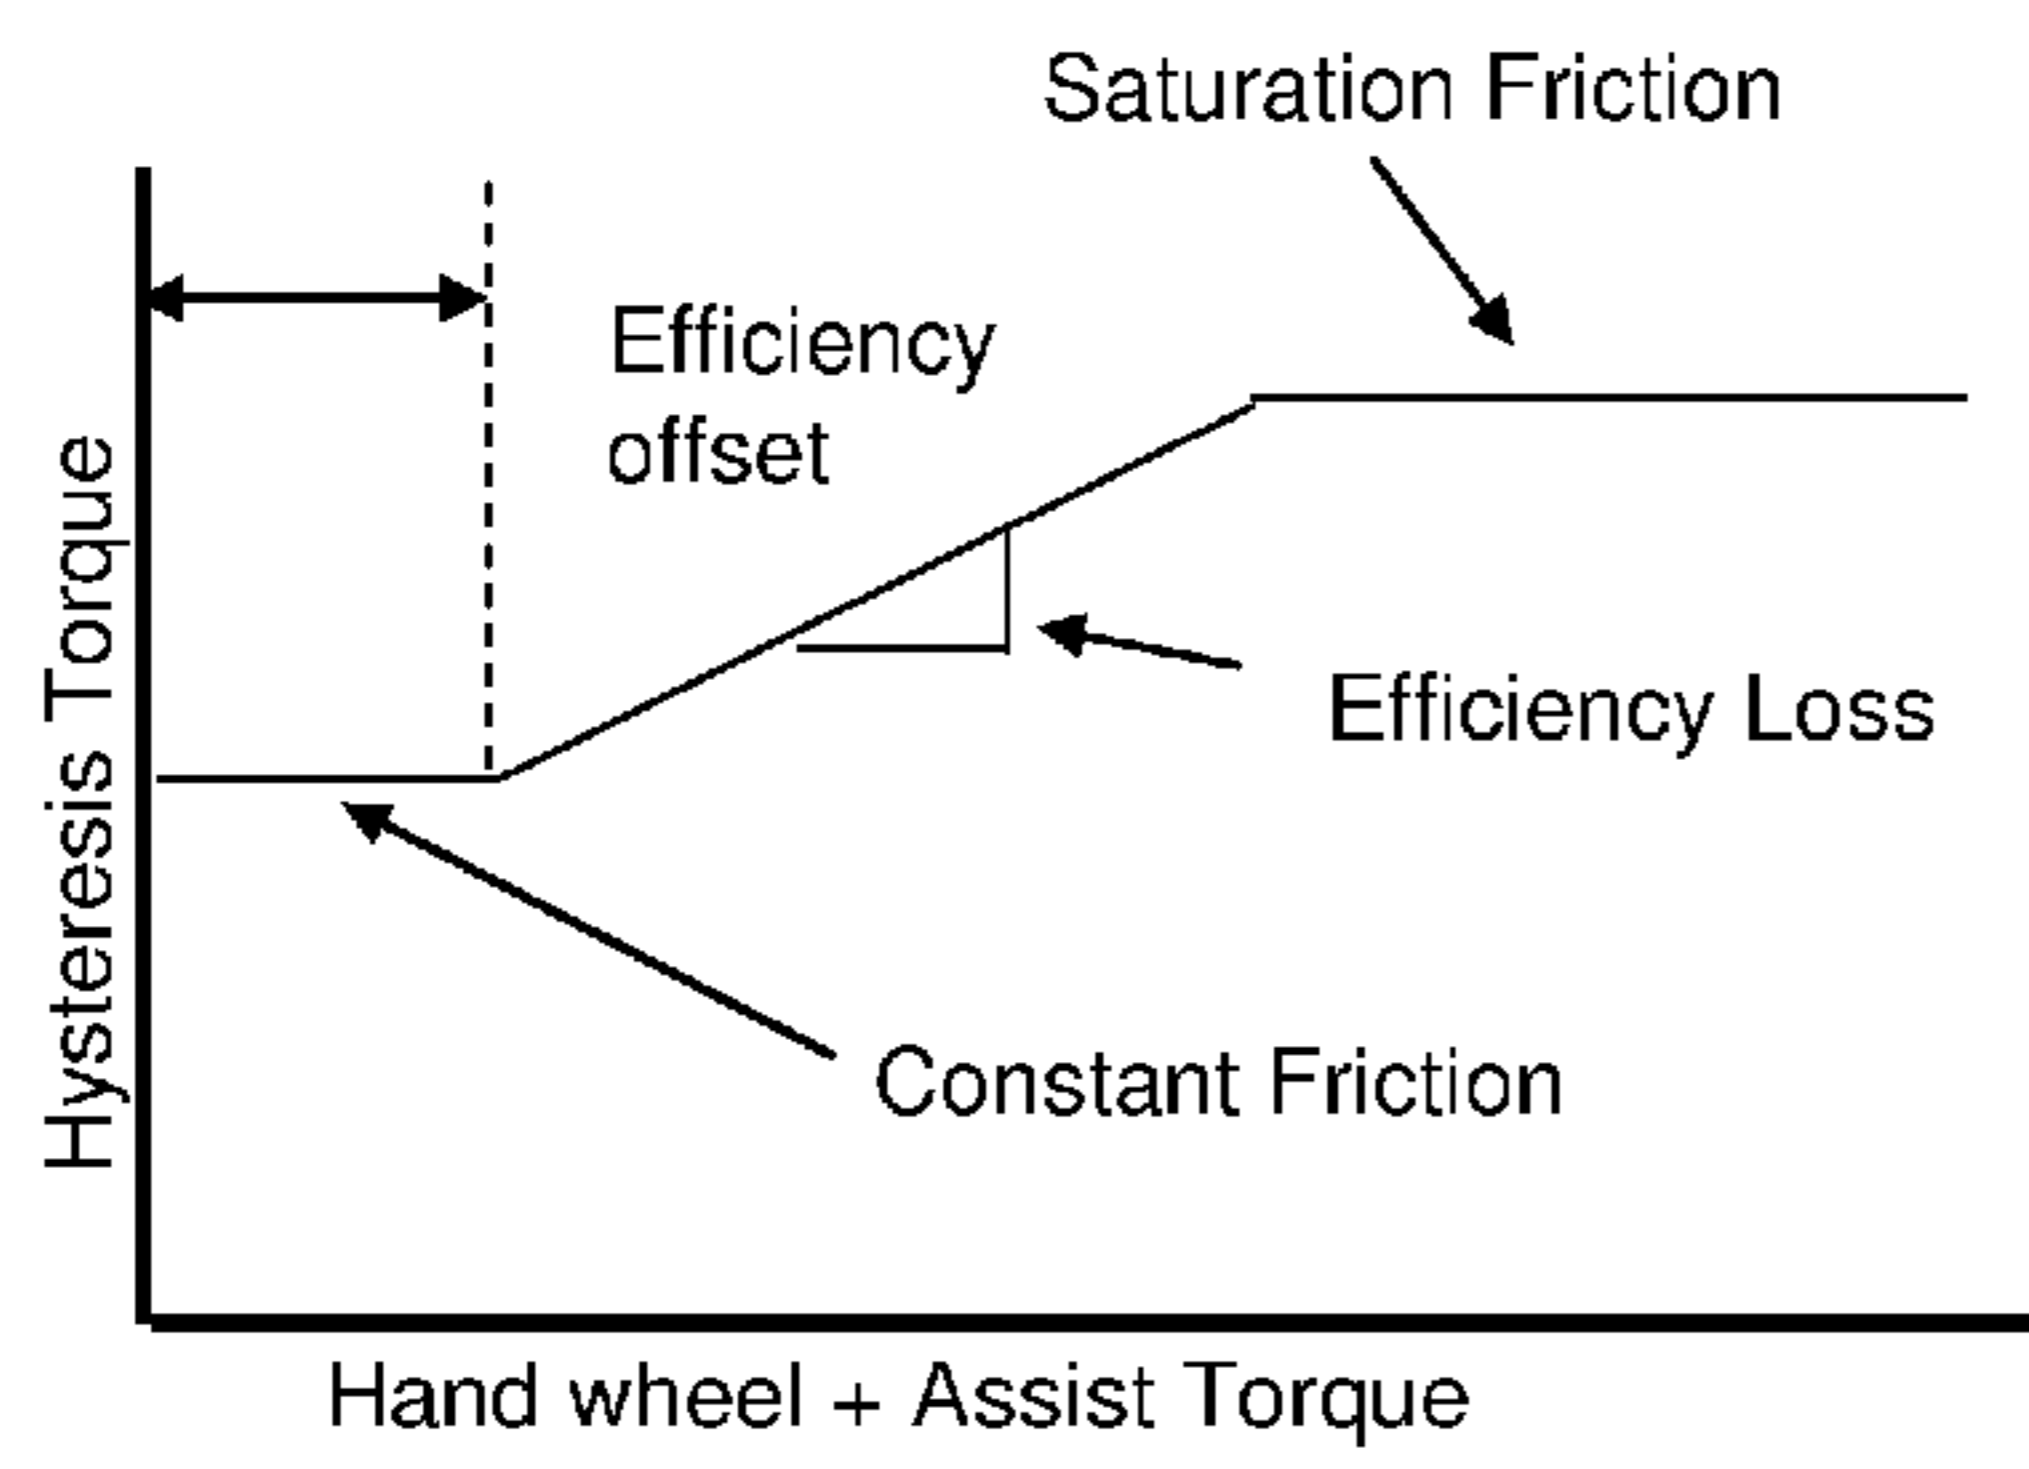 Saturation Friction
Efficiency
offset
Hysteresis Torque
Efficiency Loss
Constant Friction
Hand wheel + Assist Torque